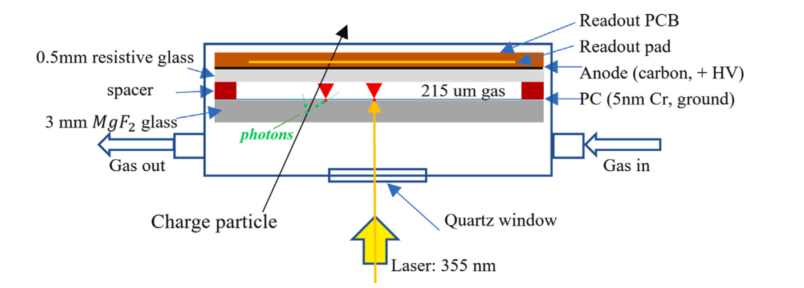 Readout PCB
Readout pad
0.5mm resistive glass
Anode (carbon, + HV)
spacer
215 um gas
PC (5nm Cr, ground)
3 mm MgF₂ glass
photons
Gas out
Gas in
Charge particle
Quartz window
Laser: 355 nm